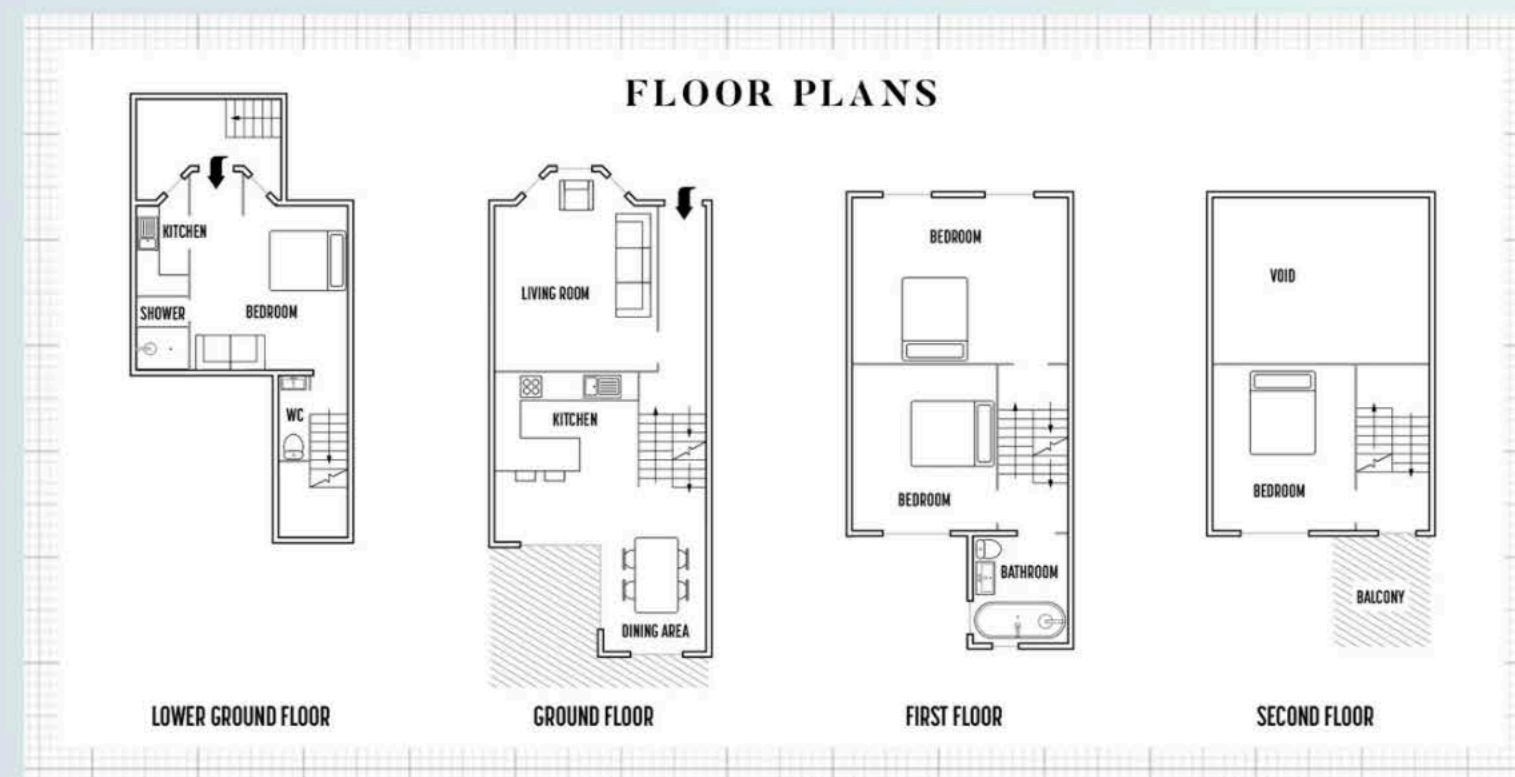 FLOOR PLANS
KITCHEN
SHOWER
BEDROOM
WC
LOWER GROUND FLOOR
LIVING ROOM
KITCHEN
DINING AREA
GROUND FLOOR
BEDROOM
BEDROOM
BATHROOM
FIRST FLOOR
VOID
BEDROOM
BALCONY
SECOND FLOOR